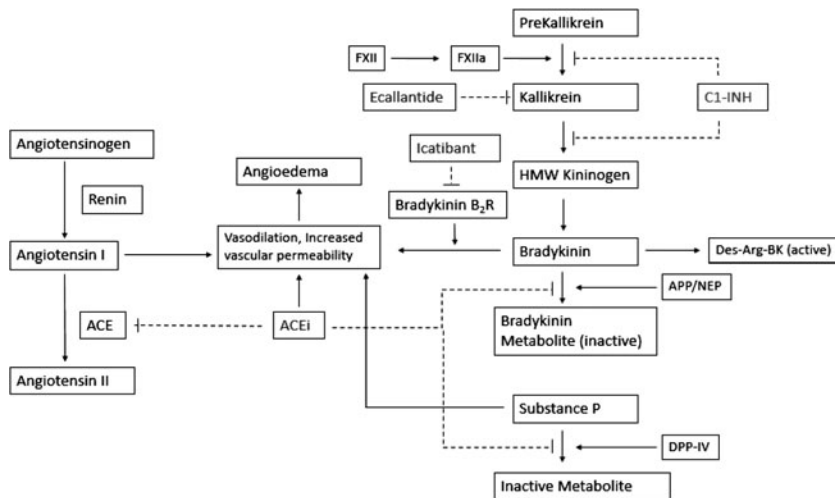 PreKallikrein
FXII
FXIIa
Ecallantide
Kallikrein
C1-INH
Angiotensinogen
Icatibant
Angioedema
HMW Kininogen
Renin
Bradykinin B₂R
Angiotensin I
Vasodilation, Increased
vascular permeability
Bradykinin
Des-Arg-BK (active)
APP/NEP
ACE
ACEi
Bradykinin
Metabolite (inactive)
Angiotensin II
Substance P
DPP-IV
Inactive Metabolite